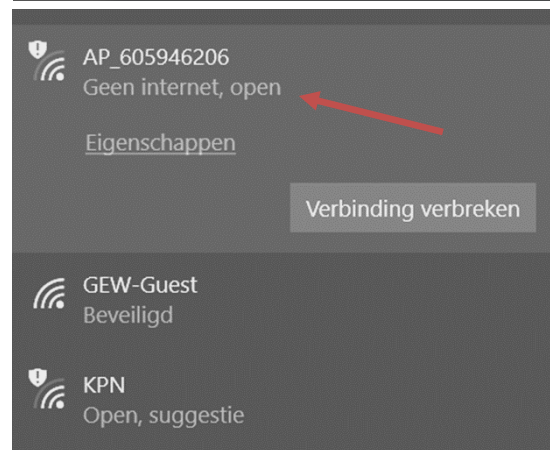 AP_605946206
Geen internet, open
Eigenschappen
Verbinding verbreken
GEW-Guest
Beveiligd
KPN
Open, suggestie